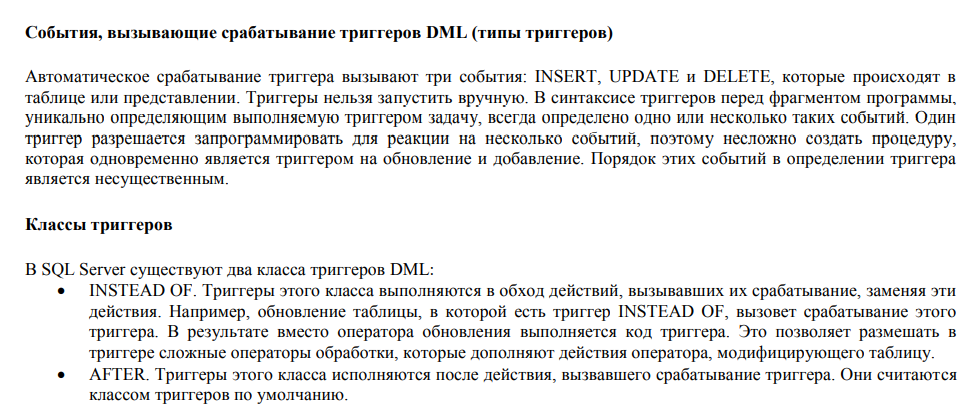 События, вызывающие срабатывание триггеров DML (типы триггеров)
Автоматическое срабатывание триггера вызывают три события: INSERT, UPDATE и DELETE, которые происходят в
таблице или представлении. Триггеры нельзя запустить вручную. В синтаксисе триггеров перед фрагментом программы,
уникально определяющим выполняемую триггером задачу, всегда определено одно или несколько таких событий. Один
триггер разрешается запрограммировать для реакции на несколько событий, поэтому несложно создать процедуру,
которая одновременно является триггером на обновление и добавление. Порядок этих событий в определении триггера
является несущественным.
Классы триггеров
В SQL Server существуют два класса триггеров DML:
• INSTEAD OF. Триггеры этого класса выполняются в обход действий, вызывавших их срабатывание, заменяя эти
действия. Например, обновление таблицы, в которой есть триггер INSTEAD OF, вызовет срабатывание этого
триггера. В результате вместо оператора обновления выполняется код триггера. Это позволяет размешать в
триггере сложные операторы обработки, которые дополняют действия оператора, модифицирующего таблицу.
• AFTER. Триггеры этого класса исполняются после действия, вызвавшего срабатывание триггера. Они считаются
классом триггеров по умолчанию.